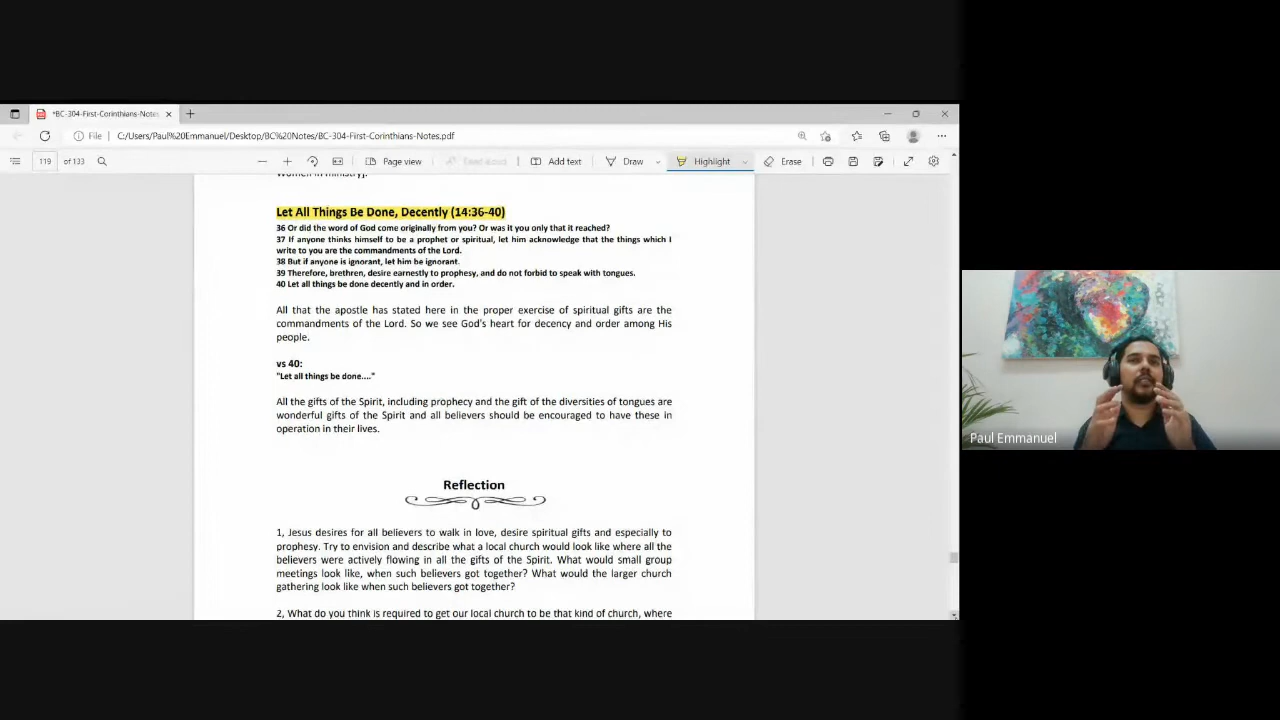 *BC-304-First-Corinthians-Notes
File
C:/Users/Paul%20Emmanuel/Desktop/BC%20Notes/BC-304-First-Corinthians-Notes.pdf
119 of 133
Page view
Read aloud
Add text
Draw
Highlight
Erase
Women in Ministry].
Let All Things Be Done, Decently (14:36-40)
36 Or did the word of God come originally from you? Or was it you only that it reached?
37 If anyone thinks himself to be a prophet or spiritual, let him acknowledge that the things which I
write to you are the commandments of the Lord.
38 But if anyone is ignorant, let him be ignorant.
39 Therefore, brethren, desire earnestly to prophesy, and do not forbid to speak with tongues.
40 Let all things be done decently and in order.
All that the apostle has stated here in the proper exercise of spiritual gifts are the
commandments of the Lord. So we see God's heart for decency and order among His
people.
vs 40:
"Let all things be done...."
All the gifts of the Spirit, including prophecy and the gift of the diversities of tongues are
wonderful gifts of the Spirit and all believers should be encouraged to have these in
operation in their lives.
Reflection
1, Jesus desires for all believers to walk in love, desire spiritual gifts and especially to
prophesy. Try to envision and describe what a local church would look like where all the
believers were actively flowing in all the gifts of the Spirit. What would small group
meetings look like, when such believers got together? What would the larger church
gathering look like when such believers got together?
2, What do you think is required to get our local church to be that kind of church, where
Paul Emmanuel